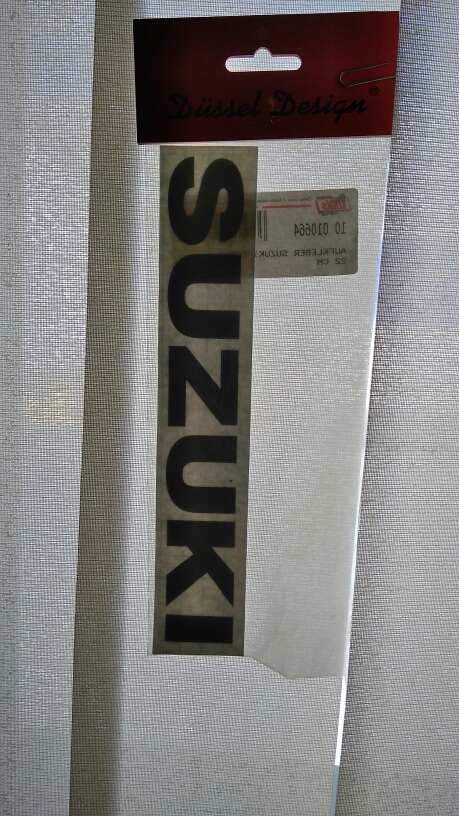 Düssel Design®
SUZUKI
10 010664
AUFKLEBER SUZUKI
22 CM